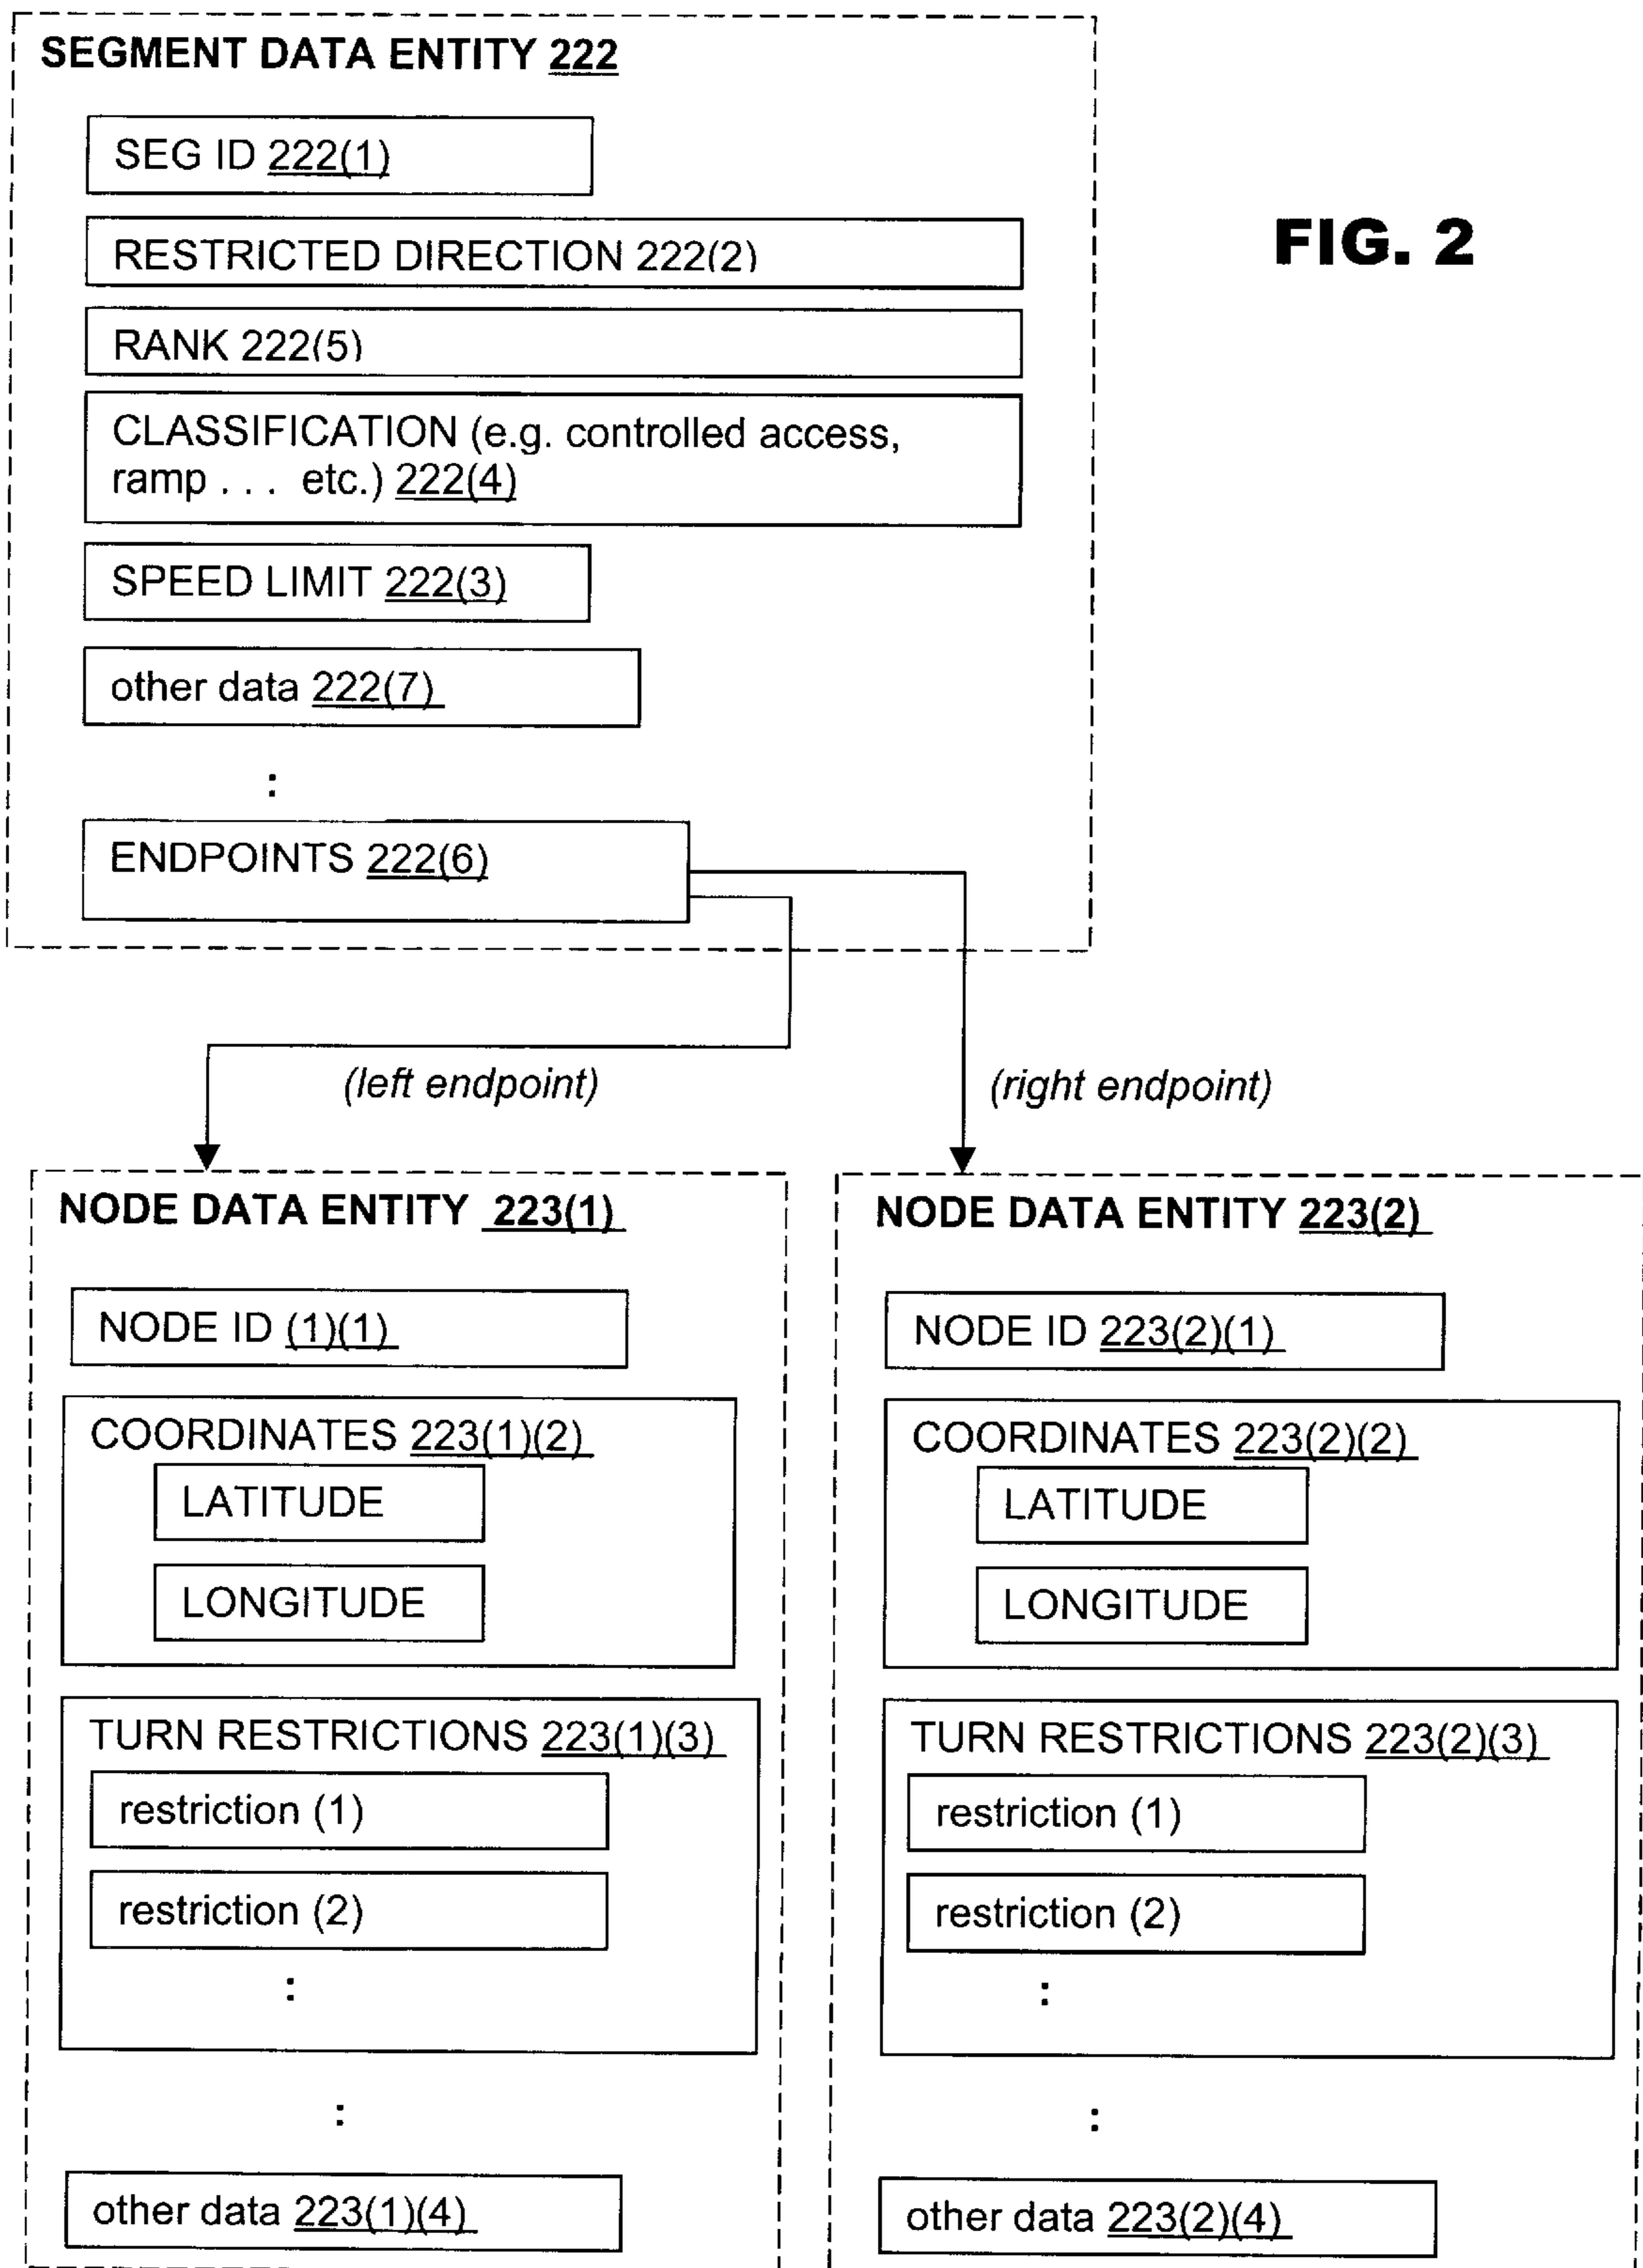 SEGMENT DATA ENTITY 222
SEG ID 222(1)
FIG. 2
RESTRICTED DIRECTION 222(2)
RANK 222(5)
CLASSIFICATION (e.g. controlled access,
ramp . . . etc.) 222(4)
SPEED LIMIT 222(3)
other data 222(7)
:
ENDPOINTS 222(6)
(left endpoint)
(right endpoint)
NODE DATA ENTITY 223(1)
NODE ID (1)(1)
COORDINATES 223(1)(2)
LATITUDE
LONGITUDE
TURN RESTRICTIONS 223(1)(3)
restriction (1)
restriction (2)
:
:
other data 223(1)(4)
NODE DATA ENTITY 223(2)
NODE ID 223(2)(1)
COORDINATES 223(2)(2)
LATITUDE
LONGITUDE
TURN RESTRICTIONS 223(2)(3)
restriction (1)
restriction (2)
:
:
other data 223(2)(4)